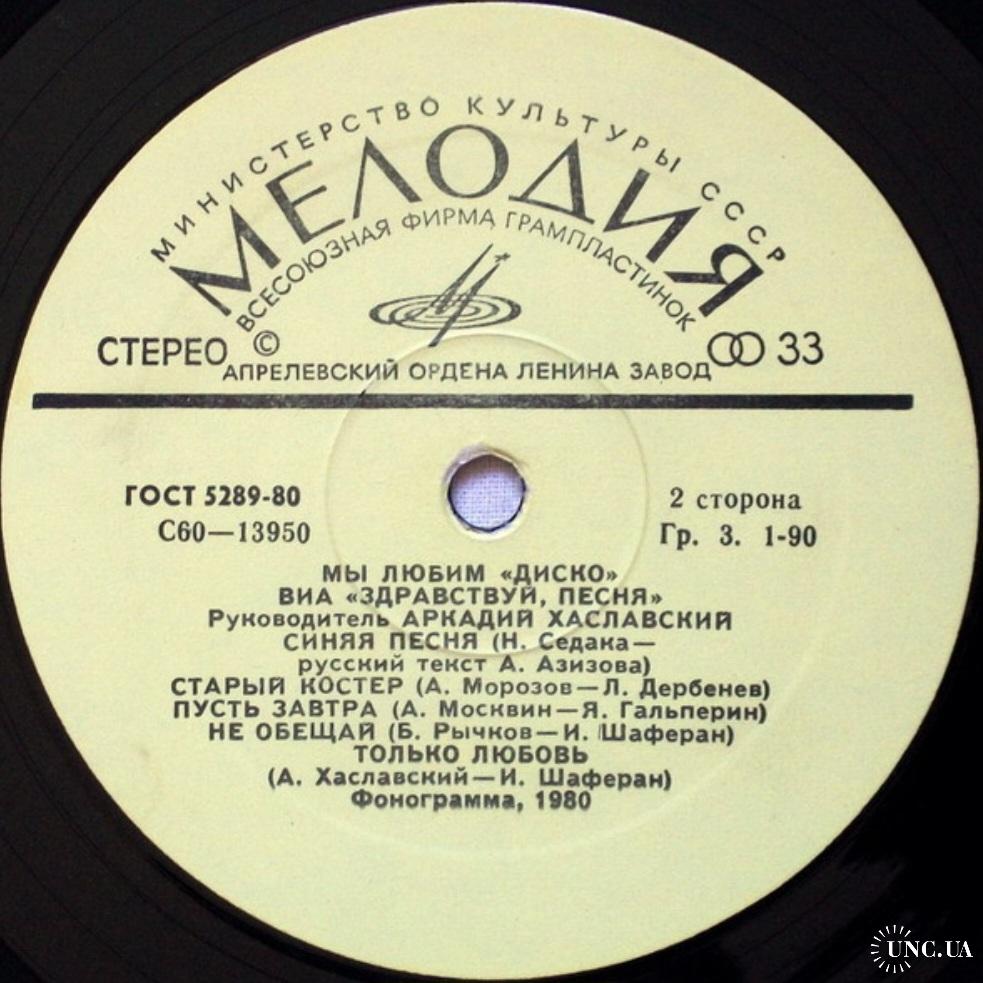 МИНИСТЕРСТВО КУЛЬТУРЫ СССР
МЕЛОДИЯ
ВСЕСОЮЗНАЯ ФИРМА ГРАМПЛАСТИНОК
СТЕРЕО © 33
АПРЕЛЕВСКИЙ ОРДЕНА ЛЕНИНА ЗАВОД
ГОСТ 5289-80 2 сторона
С60—13950 Гр. 3. 1-90
МЫ ЛЮБИМ «ДИСКО»
ВИА «ЗДРАВСТВУЙ, ПЕСНЯ»
Руководитель АРКАДИЙ ХАСЛАВСКИЙ
СИНЯЯ ПЕСНЯ (Н. Седака—
русский текст А. Азизова)
СТАРЫЙ КОСТЕР (А. Морозов—Л. Дербенев)
ПУСТЬ ЗАВТРА (А. Москвин—Я. Гальперин)
НЕ ОБЕЩАЙ (Б. Рычков—И. Шаферан)
ТОЛЬКО ЛЮБОВЬ
(А. Хаславский—И. Шаферан)
Фонограмма, 1980
UNC.UA